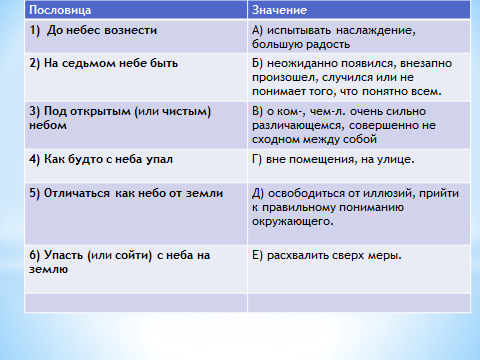 Пословица
Значение
1) До небес вознести
А) испытывать наслаждение,
большую радость
2) На седьмом небе быть
Б) неожиданно появился, внезапно
произошел, случился или не
понимает того, что понятно всем.
3) Под открытым (или чистым)
небом
В) о ком-, чем-л. очень сильно
различающемся, совершенно не
сходном между собой
4) Как будто с неба упал
Г) вне помещения, на улице.
5) Отличаться как небо от земли
Д) освободиться от иллюзий, прийти
к правильному пониманию
окружающего.
6) Упасть (или сойти) с неба на
землю
Е) расхвалить сверх меры.